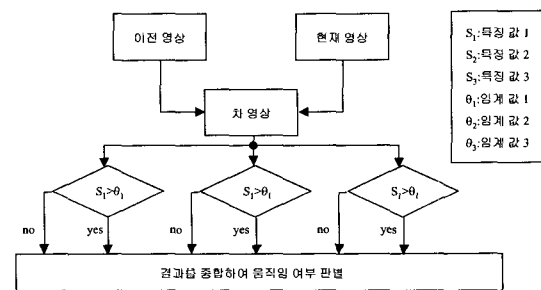 이전 영상
현재 영상
차 영상
S₁:특징 값 1
S₂:특징 값 2
S₃:특징 값 3
θ₁:임계 값 1
θ₂:임계 값 2
θ₃:임계 값 3
S₁>θ₁ S₁>θ₁ S₁>θ₁
no yes no yes no yes
결과를 종합하여 움직임 여부 판별